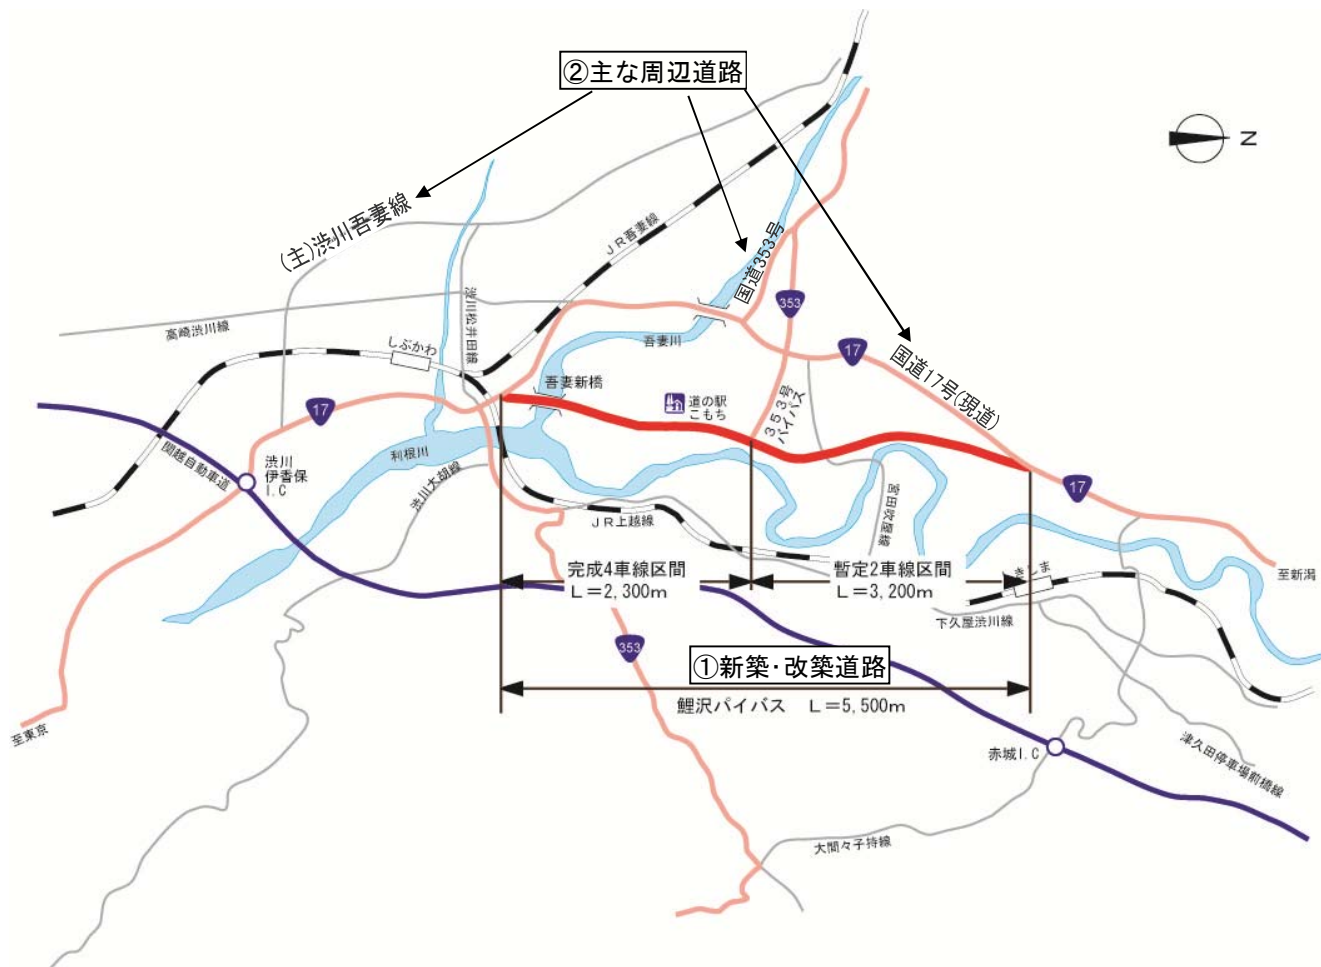 ②主な周辺道路
N
(主)渋川吾妻線
JR吾妻線
国道353号
353
高崎渋川線
渋川松井田線
しぶかわ
吾妻川
17
国道17号(現道)
吾妻新橋
道の駅
こもち
353号
バイパス
17
関越自動車道
渋川
伊香保
I.C
利根川
渋川大胡線
宮田吹屋線
17
JR上越線
完成4車線区間
L=2,300m
暫定2車線区間
L=3,200m
しきしま
至新潟
下久屋渋川線
353
①新築・改築道路
鯉沢バイパス L=5,500m
至東京
赤城I.C
津久田停車場前橋線
大間々子持線